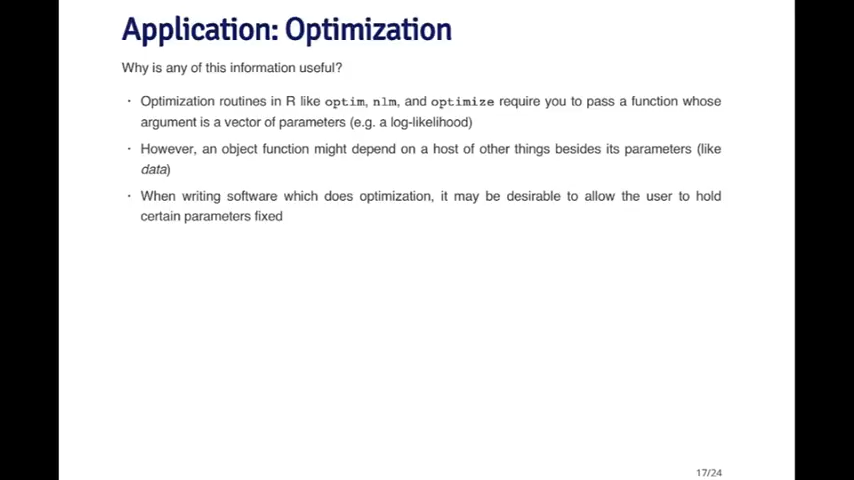 Application: Optimization
Why is any of this information useful?
· Optimization routines in R like optim, nlm, and optimize require you to pass a function whose
argument is a vector of parameters (e.g. a log-likelihood)
· However, an object function might depend on a host of other things besides its parameters (like
data)
· When writing software which does optimization, it may be desirable to allow the user to hold
certain parameters fixed
17/24